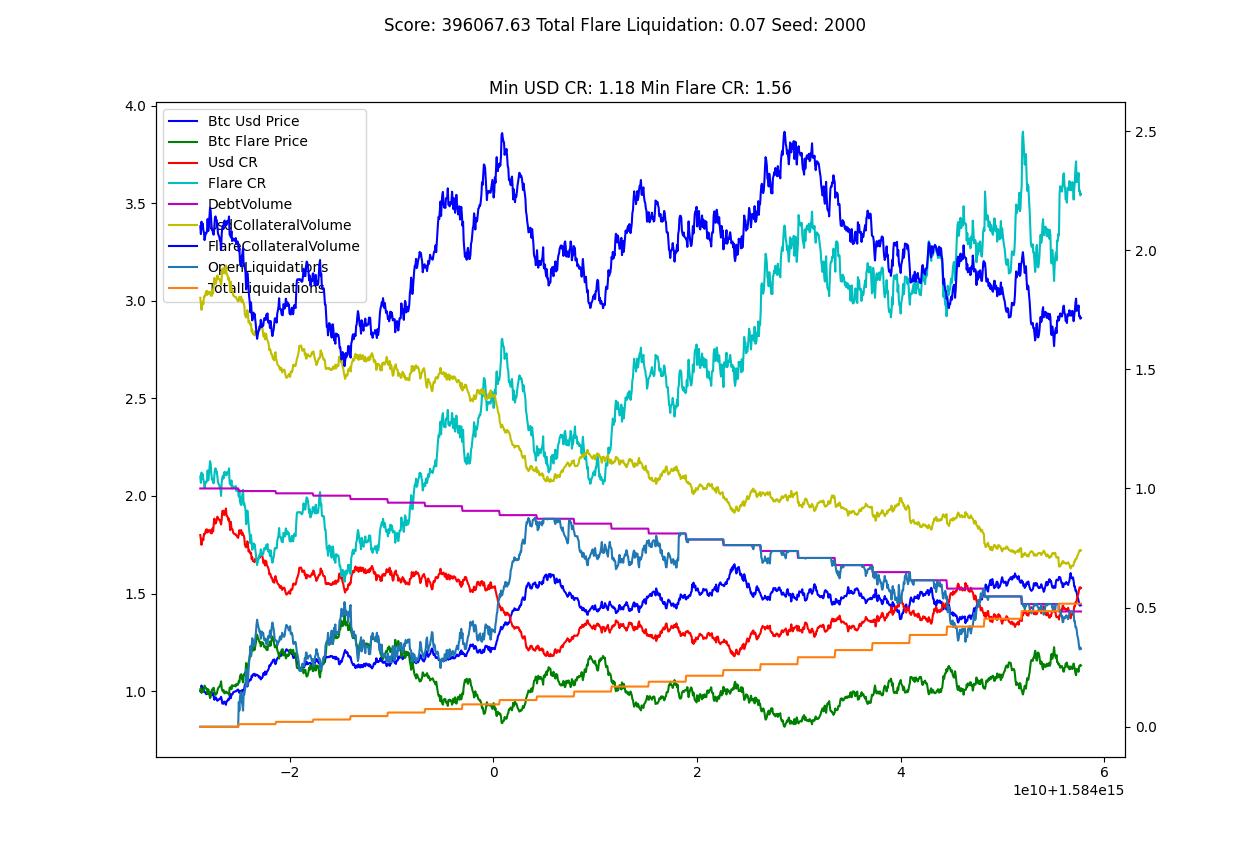 Score: 396067.63 Total Flare Liquidation: 0.07 Seed: 2000
Min USD CR: 1.18 Min Flare CR: 1.56
Btc Usd Price
Btc Flare Price
Usd CR
Flare CR
DebtVolume
UsdCollateralVolume
FlareCollateralVolume
OpenLiquidations
TotalLiquidations
4.0
3.5
3.0
2.5
2.0
1.5
1.0
2.5
2.0
1.5
1.0
0.5
0.0
−2
0
2
4
6
1e10+1.584e15